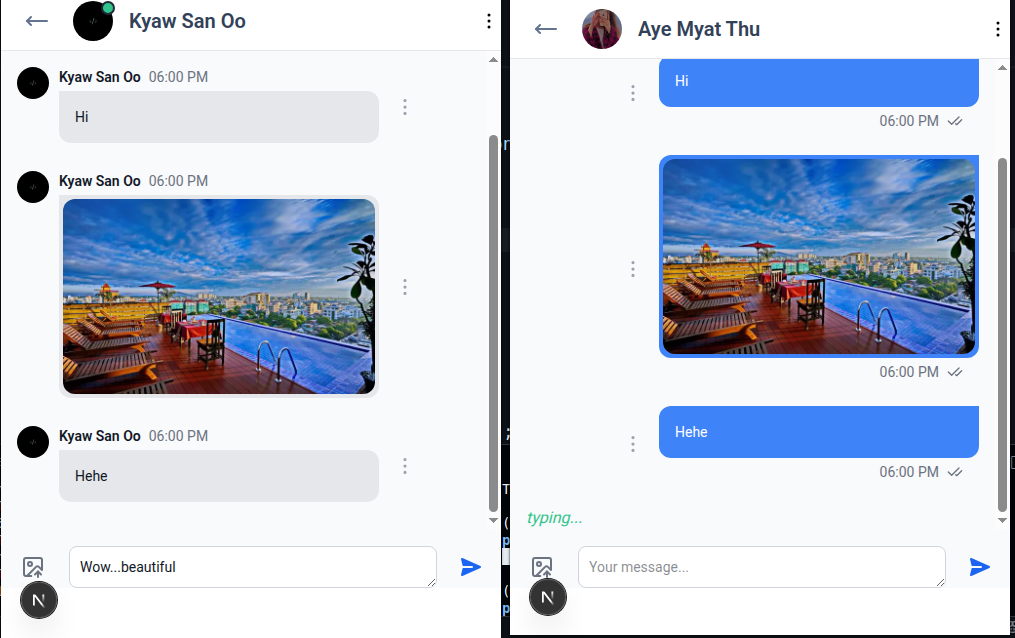 Kyaw San Oo
Kyaw San Oo 06:00 PM
Hi
Kyaw San Oo 06:00 PM
Kyaw San Oo 06:00 PM
Hehe
Wow...beautiful
N
Aye Myat Thu
Hi
06:00 PM
06:00 PM
Hehe
06:00 PM
typing...
Your message...
N